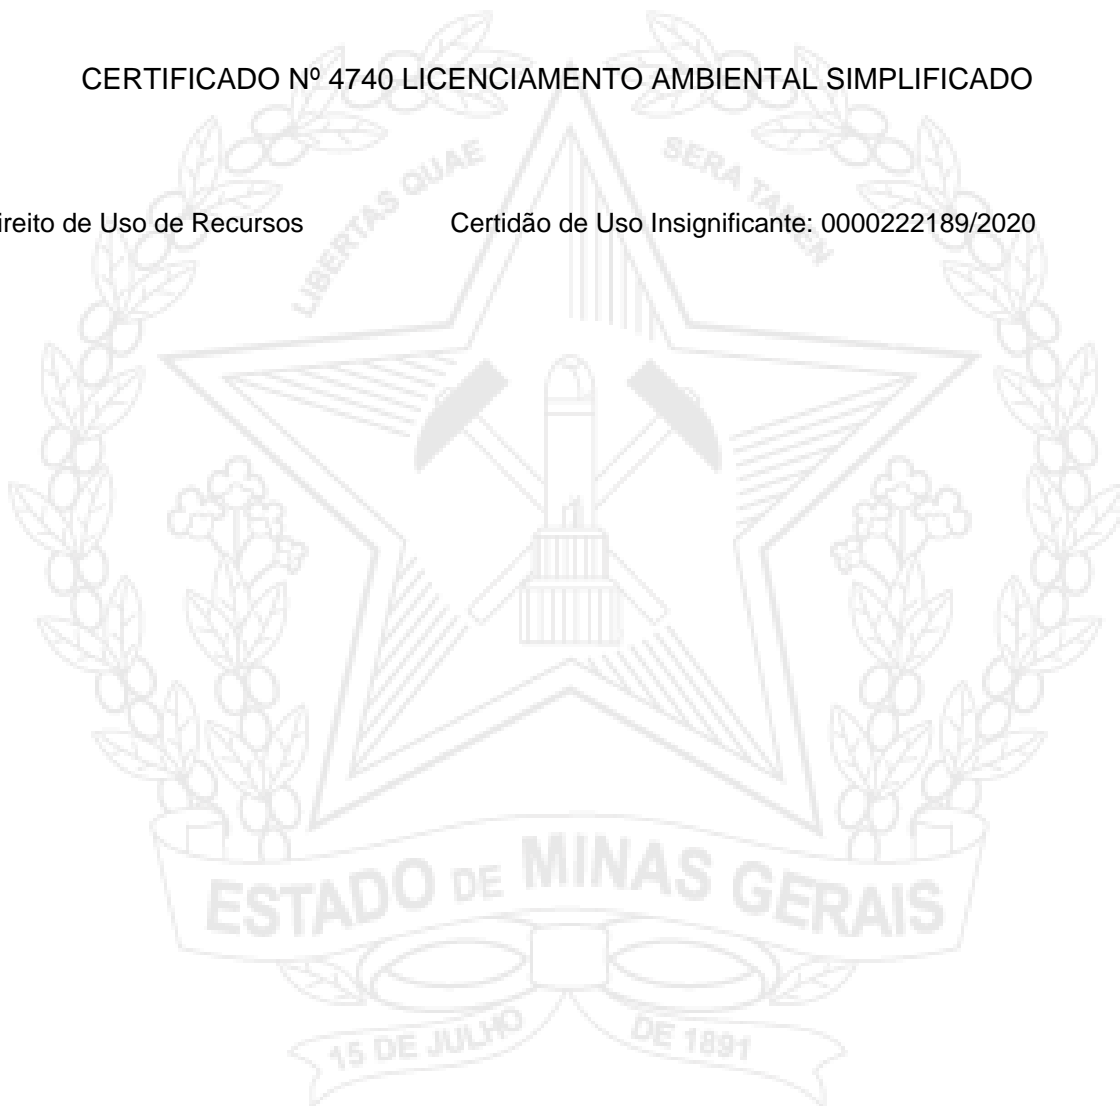 CERTIFICADO Nº 4740 LICENCIAMENTO AMBIENTAL SIMPLIFICADO
LIBERTAS QUAE SERA TAMEN
ireito de Uso de Recursos Certidão de Uso Insignificante: 0000222189/2020
ESTADO DE MINAS GERAIS
15 DE JULHO DE 1891